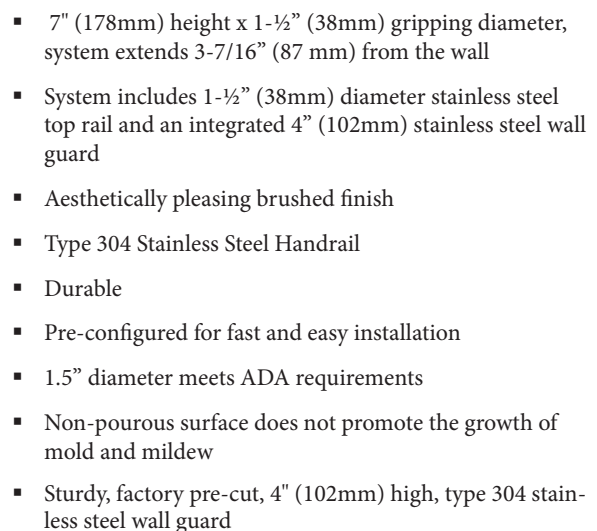 ▪ 7" (178mm) height x 1-½” (38mm) gripping diameter,
system extends 3-7/16” (87 mm) from the wall
▪ System includes 1-½” (38mm) diameter stainless steel
top rail and an integrated 4” (102mm) stainless steel wall
guard
▪ Aesthetically pleasing brushed finish
▪ Type 304 Stainless Steel Handrail
▪ Durable
▪ Pre-configured for fast and easy installation
▪ 1.5” diameter meets ADA requirements
▪ Non-pourous surface does not promote the growth of
mold and mildew
▪ Sturdy, factory pre-cut, 4" (102mm) high, type 304 stain-
less steel wall guard